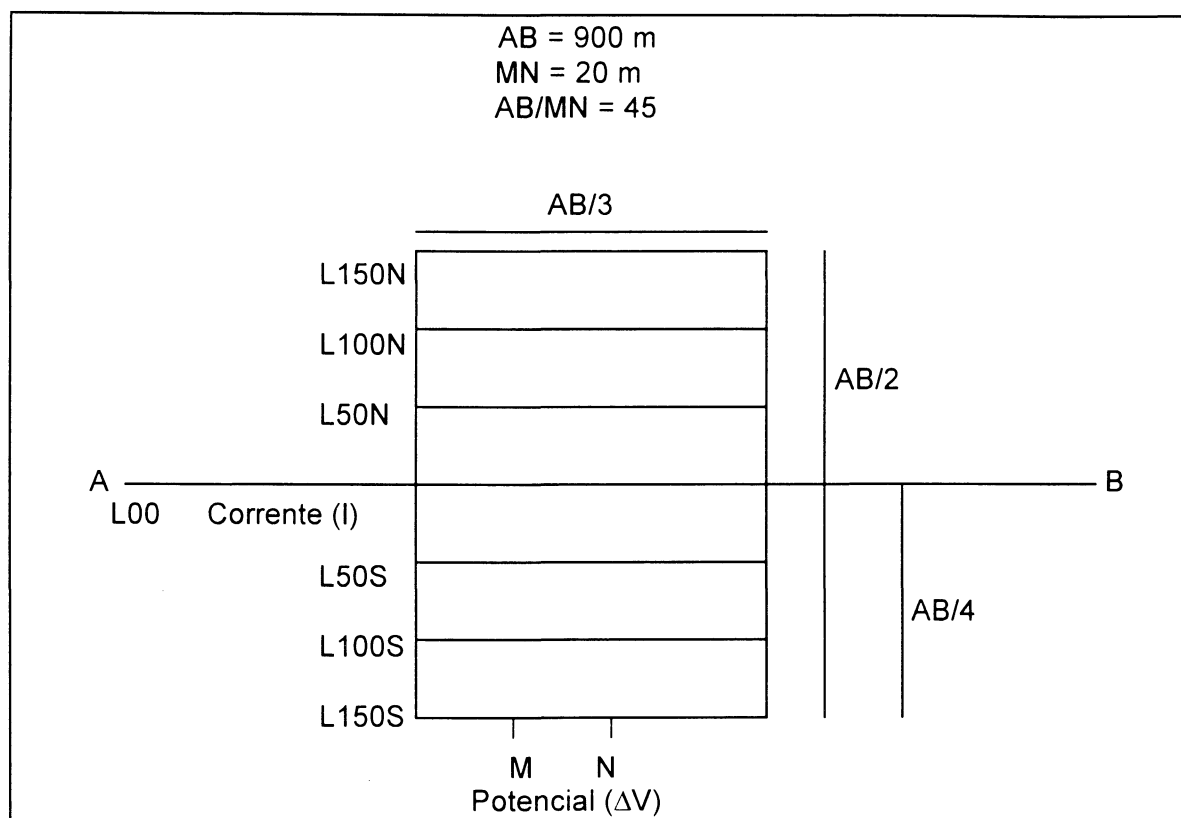 AB = 900 m
MN = 20 m
AB/MN = 45
AB/3
L150N
L100N
AB/2
L50N
A
B
L00 Corrente (I)
L50S
AB/4
L100S
L150S
M N
Potencial (ΔV)